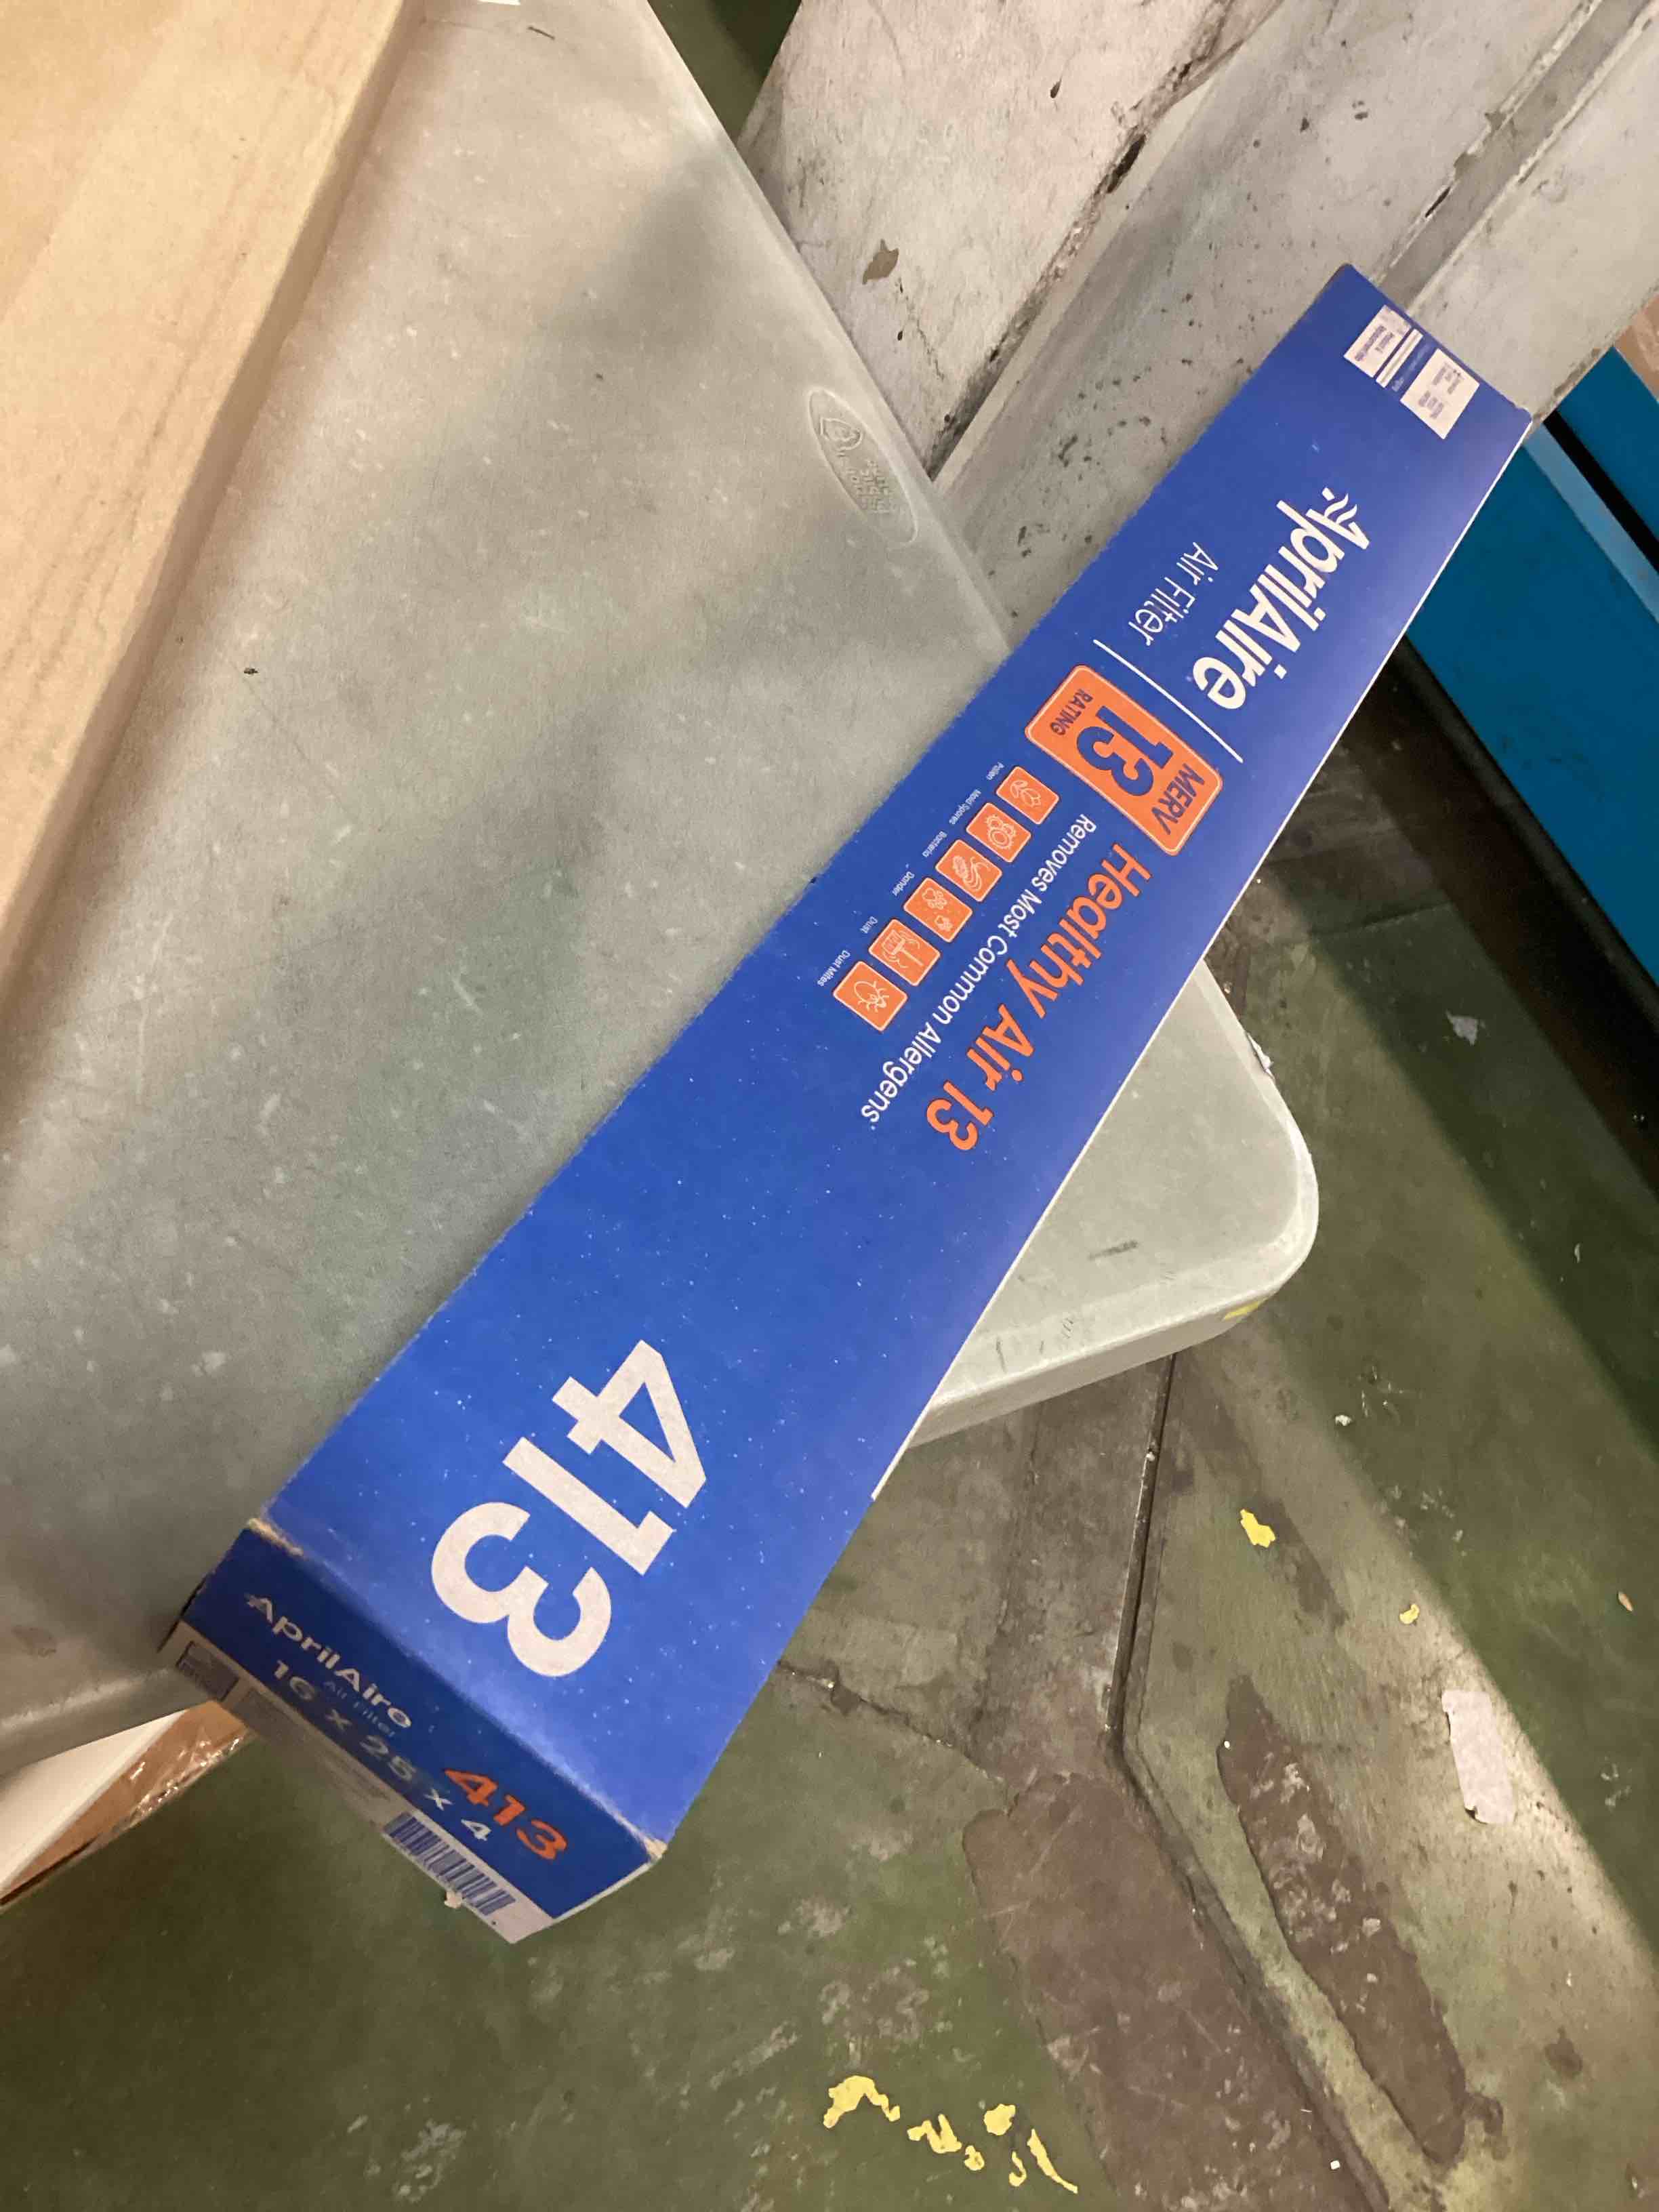 AprilAire
Air Filter
MERV
13
RATING
Healthy Air 13
Removes Most Common Allergens*
Pollen
Mold Spores
Bacteria
Dander
Dust
Dust Mites
413
AprilAire
Air Filter
413
16 x 25 x 4